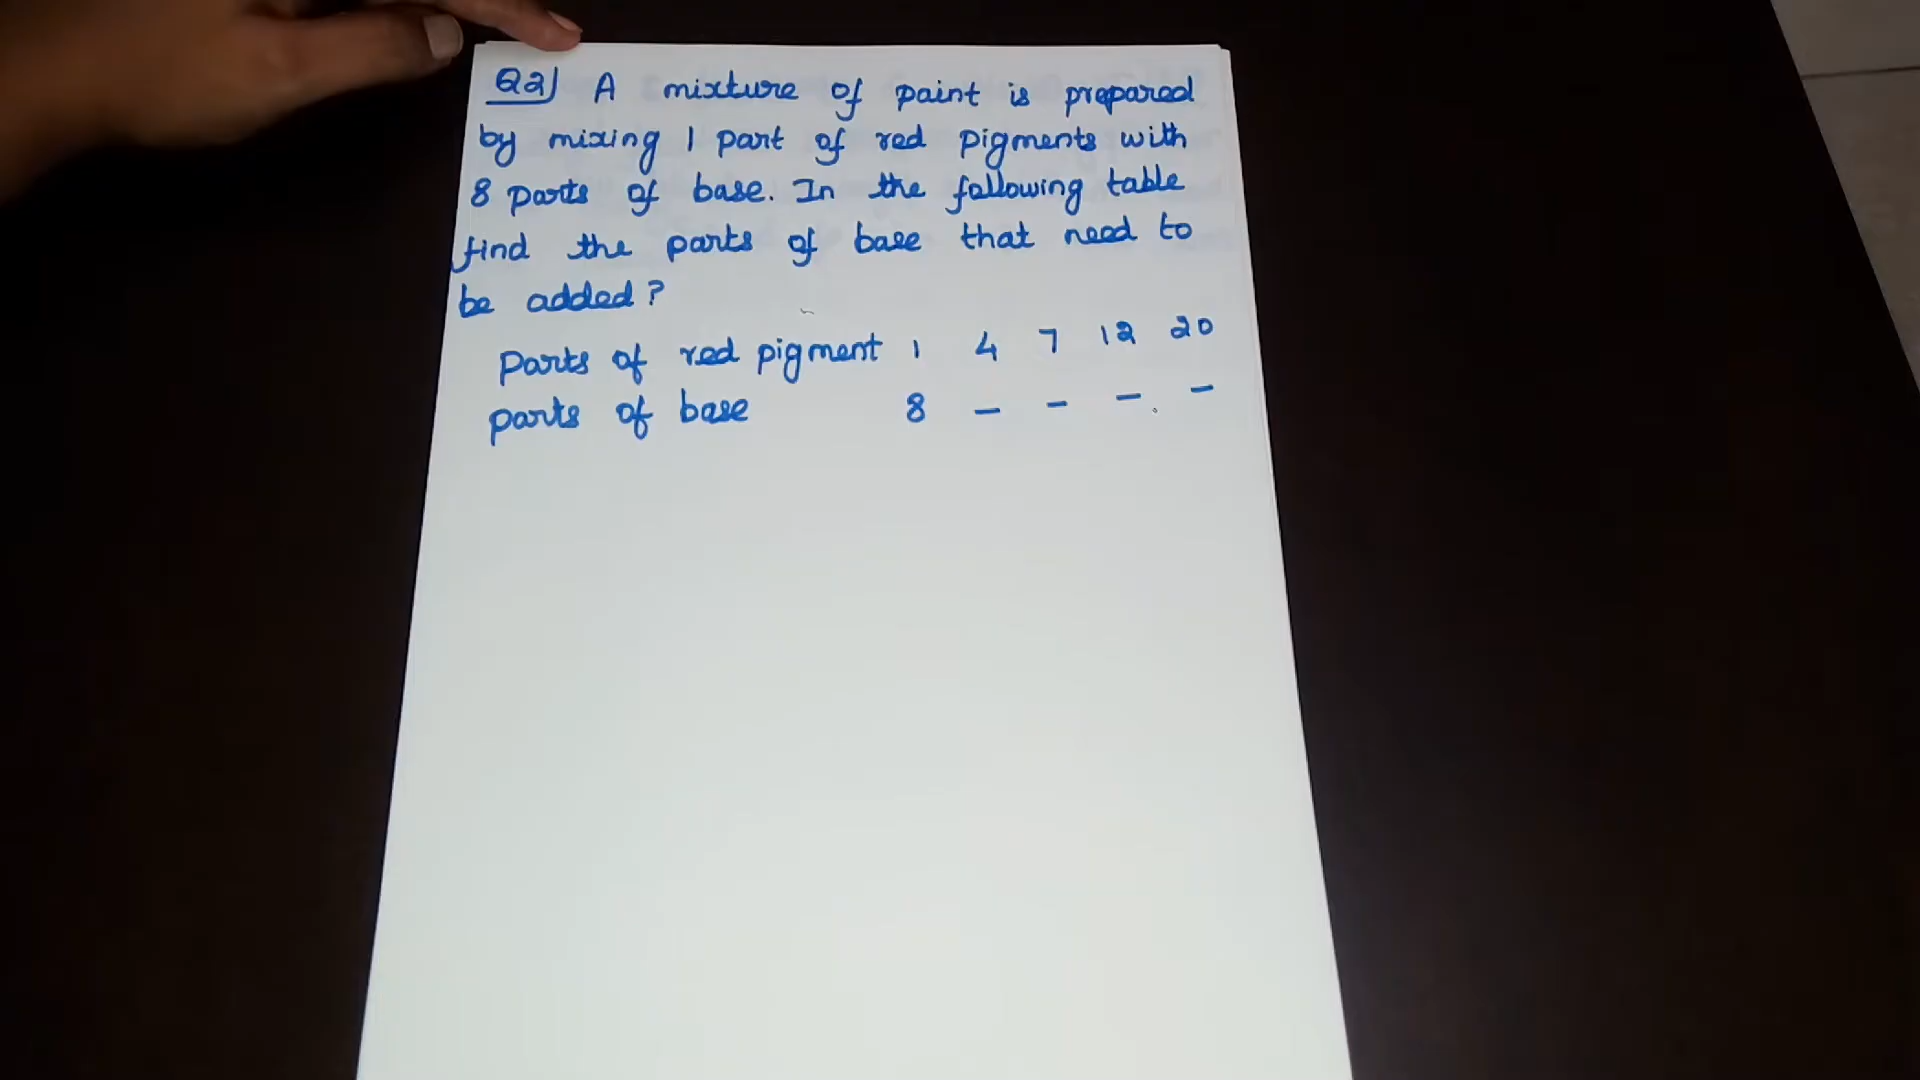 Q2) A mixture of paint is prepared
by mixing 1 part of red pigments with
8 parts of base. In the following table
find the parts of base that need to
be added?
Parts of red pigment 1 4 7 12 20
parts of base 8 - - - -